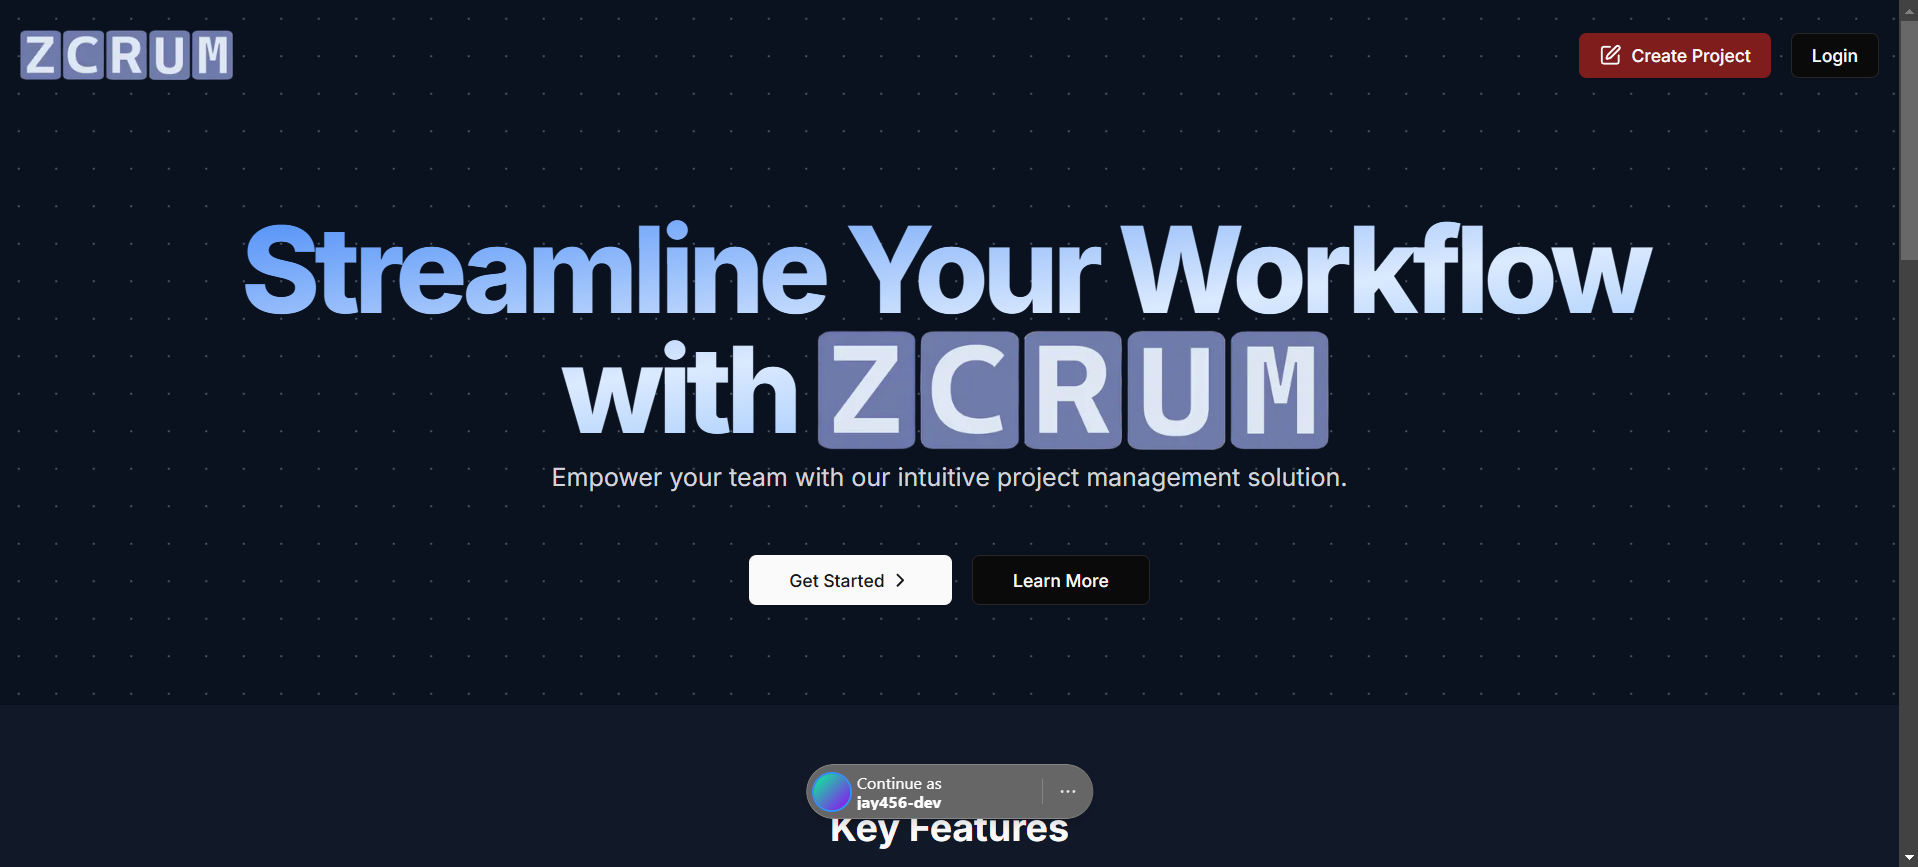 ZCRUM
Create Project
Login
Streamline Your Workflow
with ZCRUM
Empower your team with our intuitive project management solution.
Get Started
Learn More
Continue as
jay456-dev
Key Features